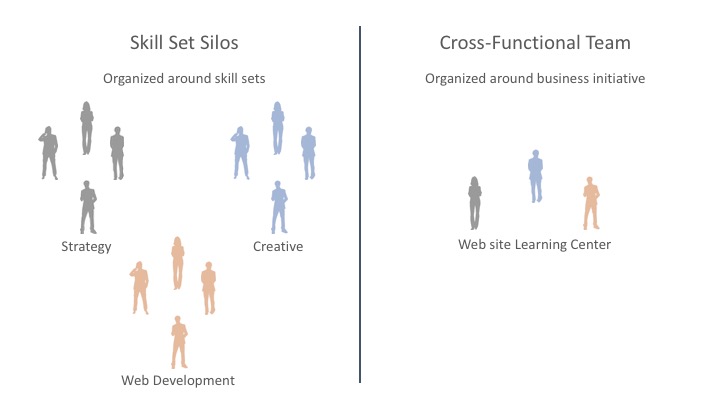 Skill Set Silos
Organized around skill sets
Strategy
Creative
Web Development
Cross-Functional Team
Organized around business initiative
Web site Learning Center